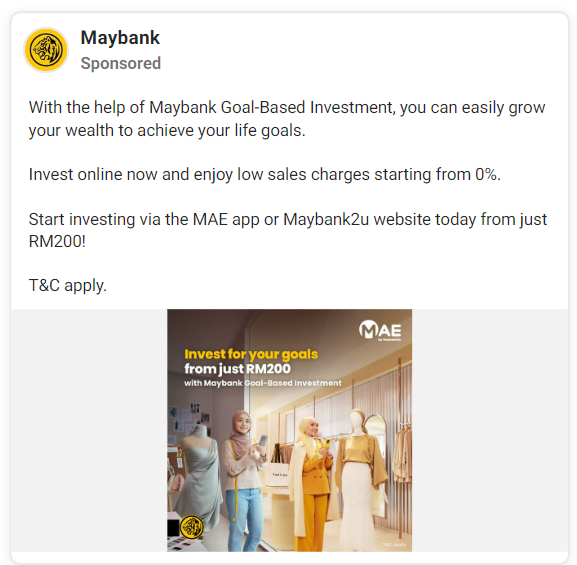 Maybank
Sponsored
With the help of Maybank Goal-Based Investment, you can easily grow
your wealth to achieve your life goals.
Invest online now and enjoy low sales charges starting from 0%.
Start investing via the MAE app or Maybank2u website today from just
RM200!
T&C apply.
MAE
by Maybank2u
Invest for your goals
from just RM200
with Maybank Goal-Based Investment
T&C apply.